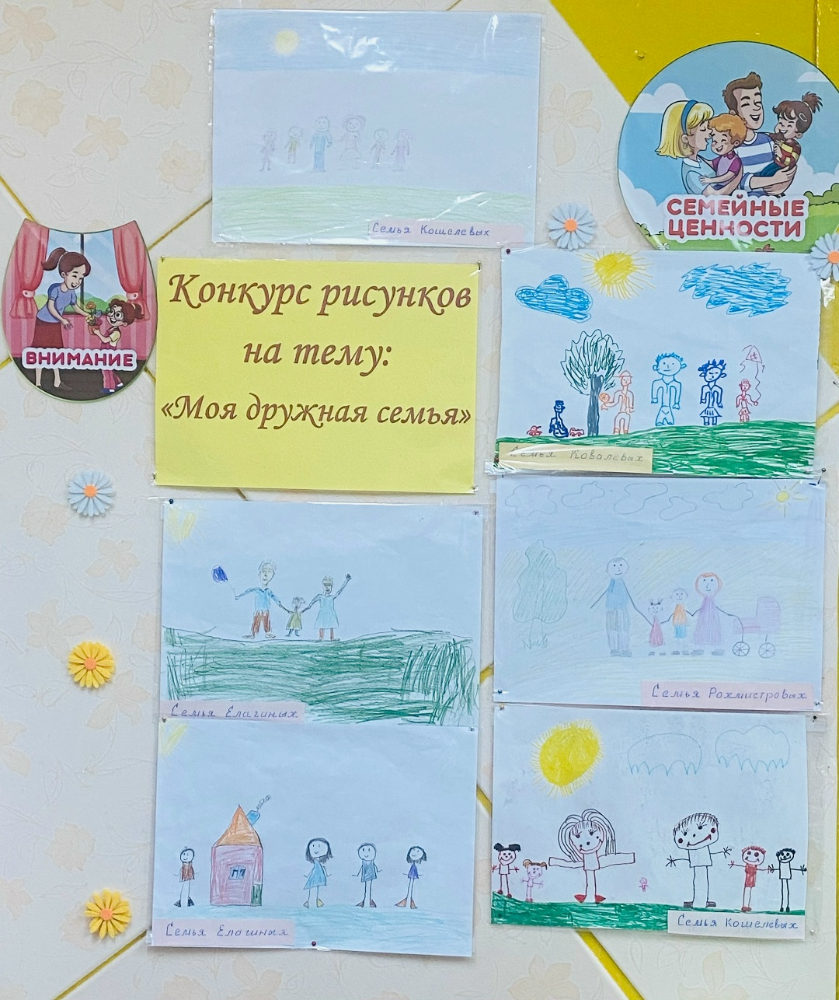 Семья Кошелевых
СЕМЕЙНЫЕ
ЦЕННОСТИ
ВНИМАНИЕ
Конкурс рисунков
на тему:
«Моя дружная семья»
Семья Ковалевых
Семья Елагиных
Семья Рохмистровых
Семья Елагиных
Семья Кошелевых